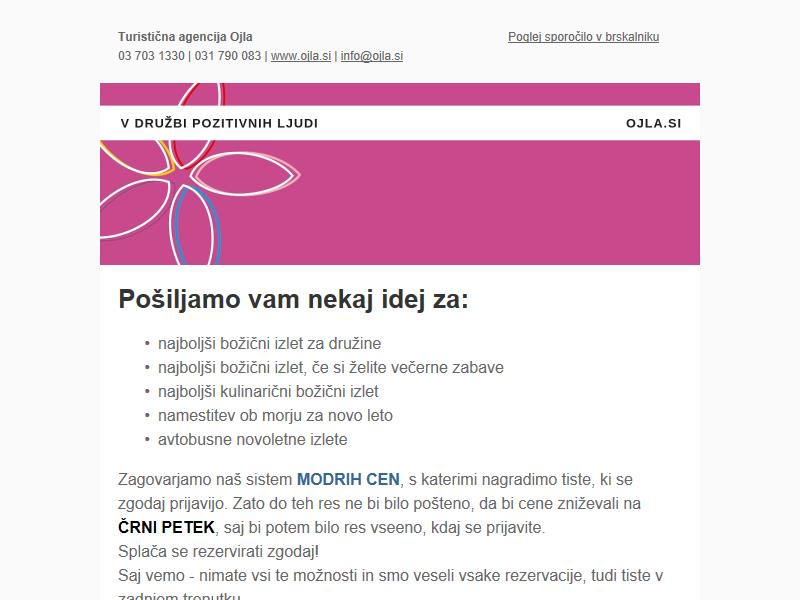 Turistična agencija Ojla
Poglej sporočilo v brskalniku
03 703 1330 | 031 790 083 | www.ojla.si | info@ojla.si
V DRUŽBI POZITIVNIH LJUDI
OJLA.SI
Pošiljamo vam nekaj idej za:
• najboljši božični izlet za družine
• najboljši božični izlet, če si želite večerne zabave
• najboljši kulinarični božični izlet
• namestitev ob morju za novo leto
• avtobusne novoletne izlete
Zagovarjamo naš sistem MODRIH CEN, s katerimi nagradimo tiste, ki se
zgodaj prijavijo. Zato do teh res ne bi bilo pošteno, da bi cene zniževali na
ČRNI PETEK, saj bi potem bilo res vseeno, kdaj se prijavite.
Splača se rezervirati zgodaj!
Saj vemo - nimate vsi te možnosti in smo veseli vsake rezervacije, tudi tiste v
zadnjem trenutku